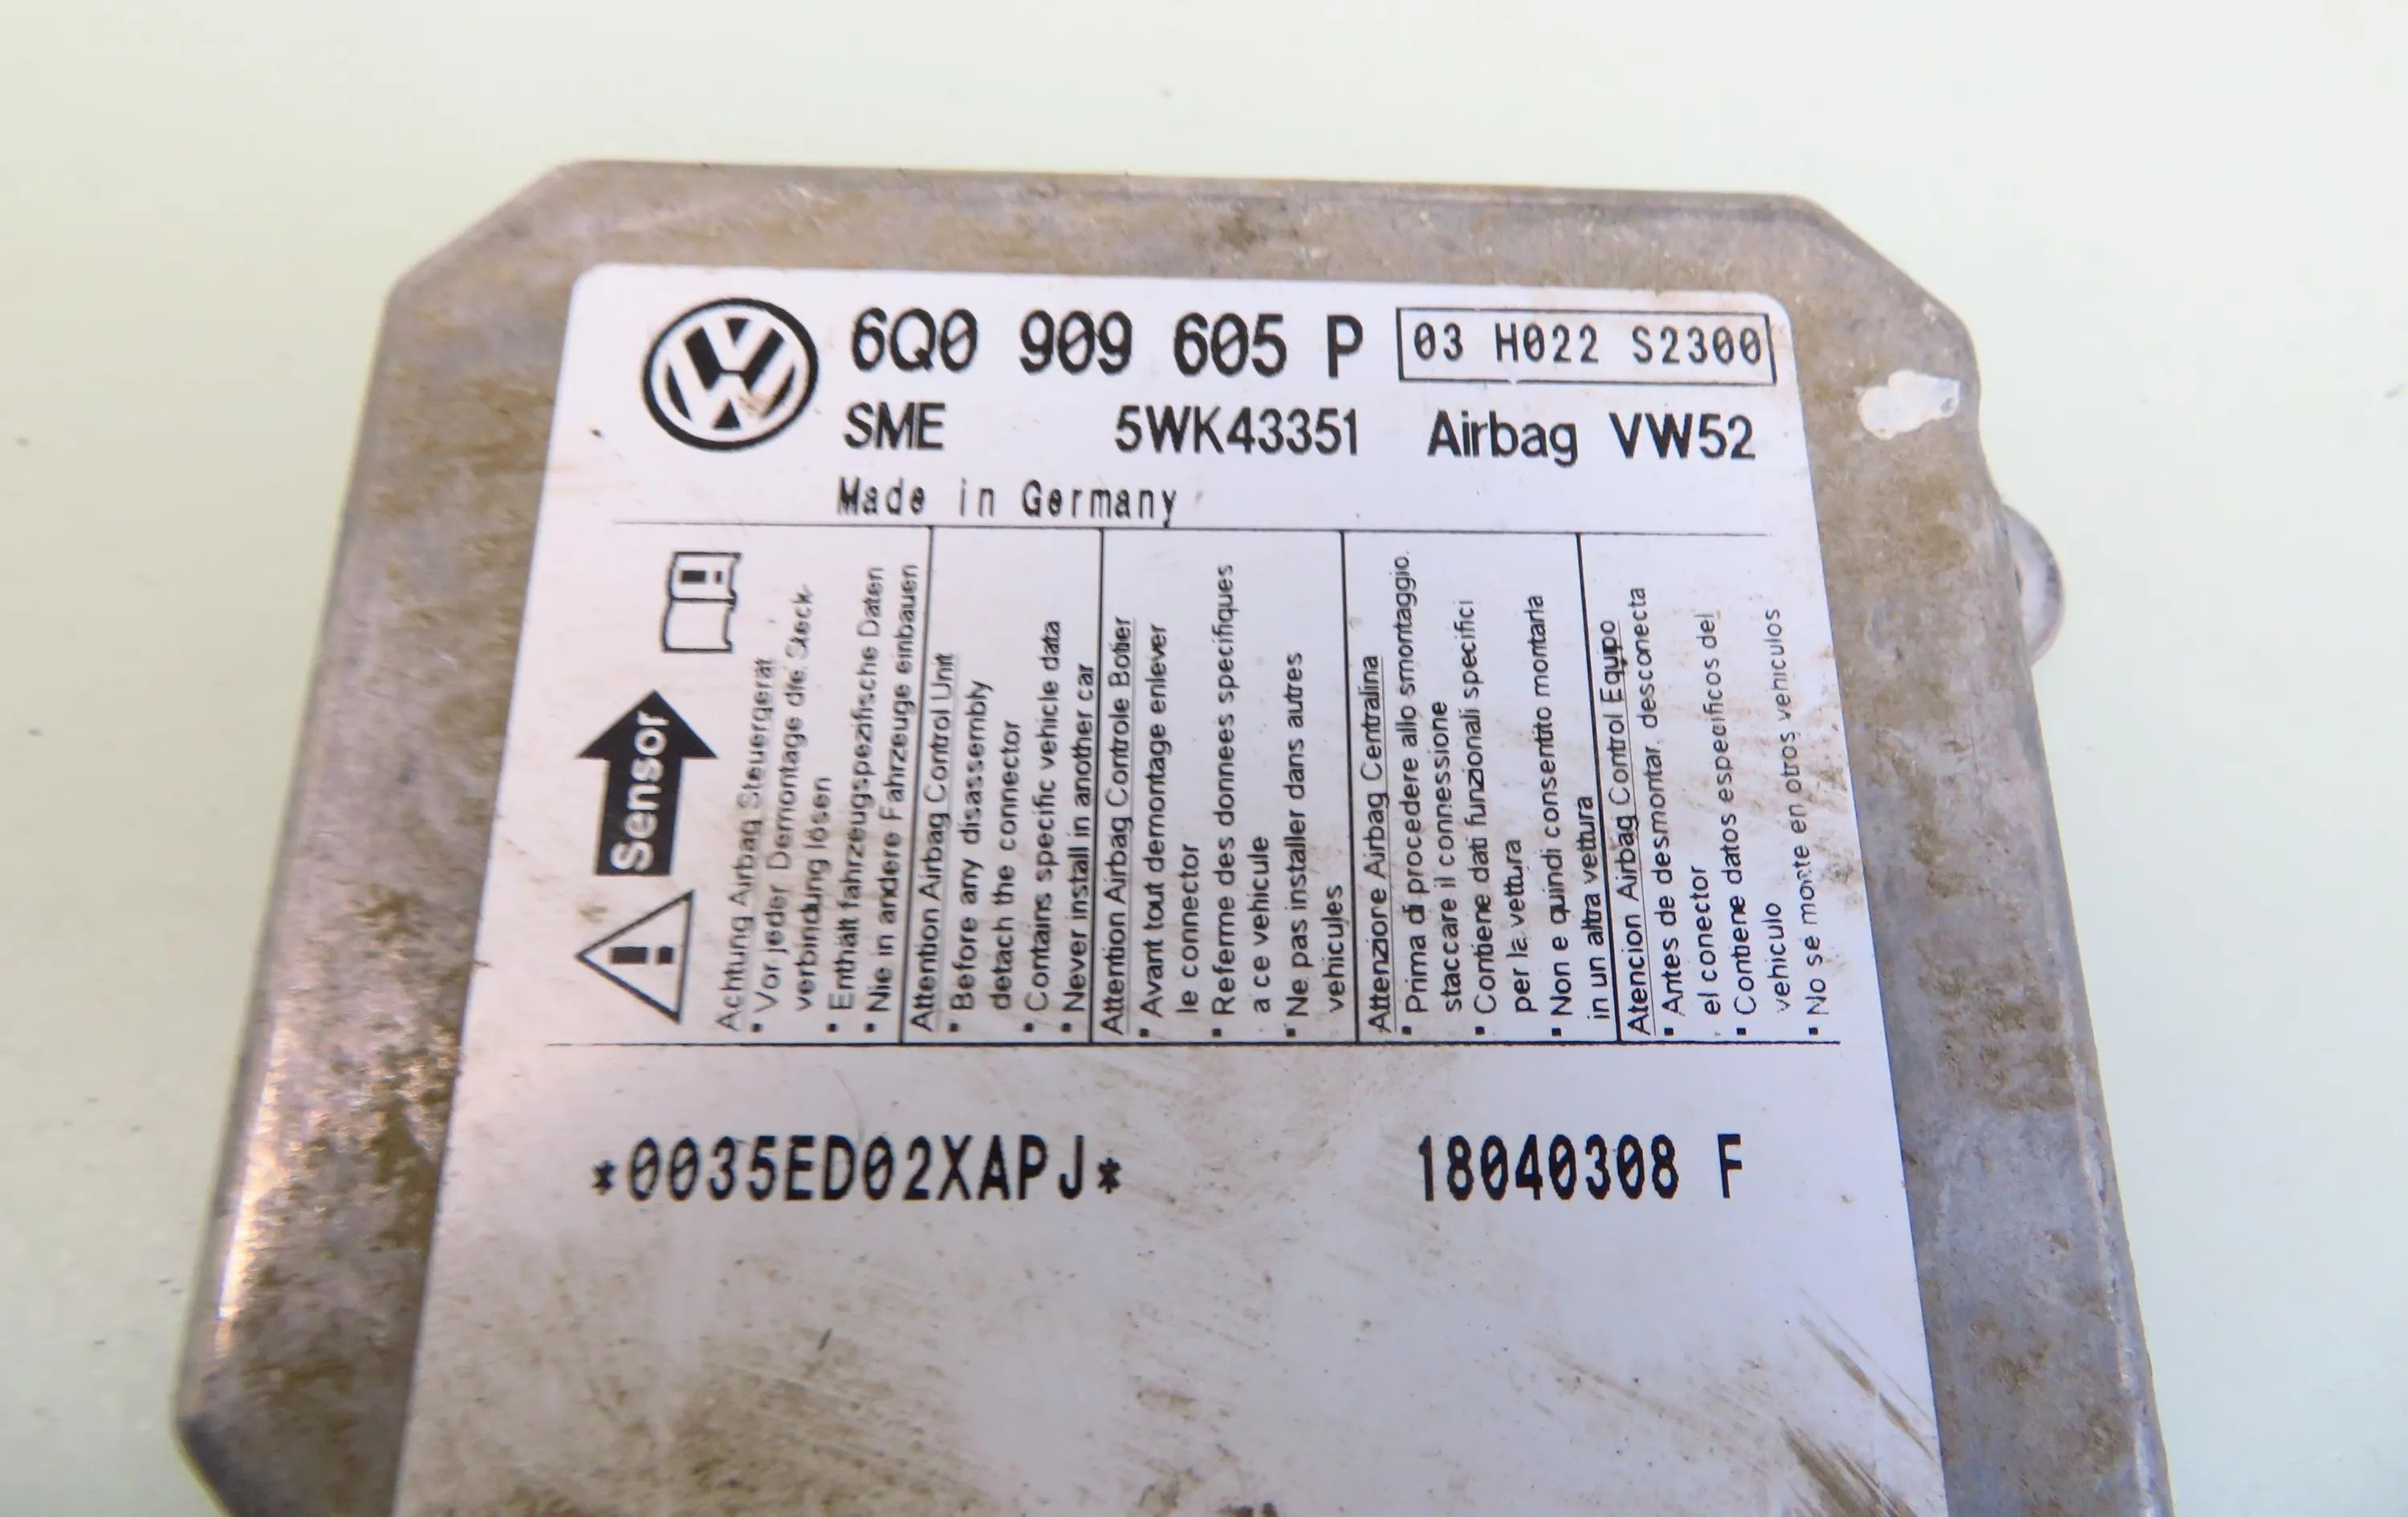 6Q0 909 605 P 03 H022 S2300
SME 5WK43351 Airbag VW52
Made in Germany
Sensor
Achtung Airbag Steuergerät
▪ Vor jeder Demontage die Steck-
verbindung lösen
▪ Enthält fahrzeugspezifische Daten
▪ Nie in andere Fahrzeuge einbauen
Attention Airbag Control Unit
▪ Before any disassembly
detach the connector
▪ Contains specific vehicle data
▪ Never install in another car
Attention Airbag Controle Botier
▪ Avant tout demontage enlever
le connector
▪ Referme des donnees specifiques
a ce vehicule
▪ Ne pas installer dans autres
vehicules
Attenzione Airbag Centralina
▪ Prima di procedere allo smontaggio.
staccare il connessione
▪ Contiene dati funzionali specifici
per la vettura
▪ Non e quindi consentito montarla
in un altra vettura
Atencion Airbag Control Equipo
▪ Antes de desmontar, desconecta
el conector
▪ Contiene datos especificos del
vehiculo
▪ No se monte en otros vehiculos
*0035ED02XAPJ* 18040308 F